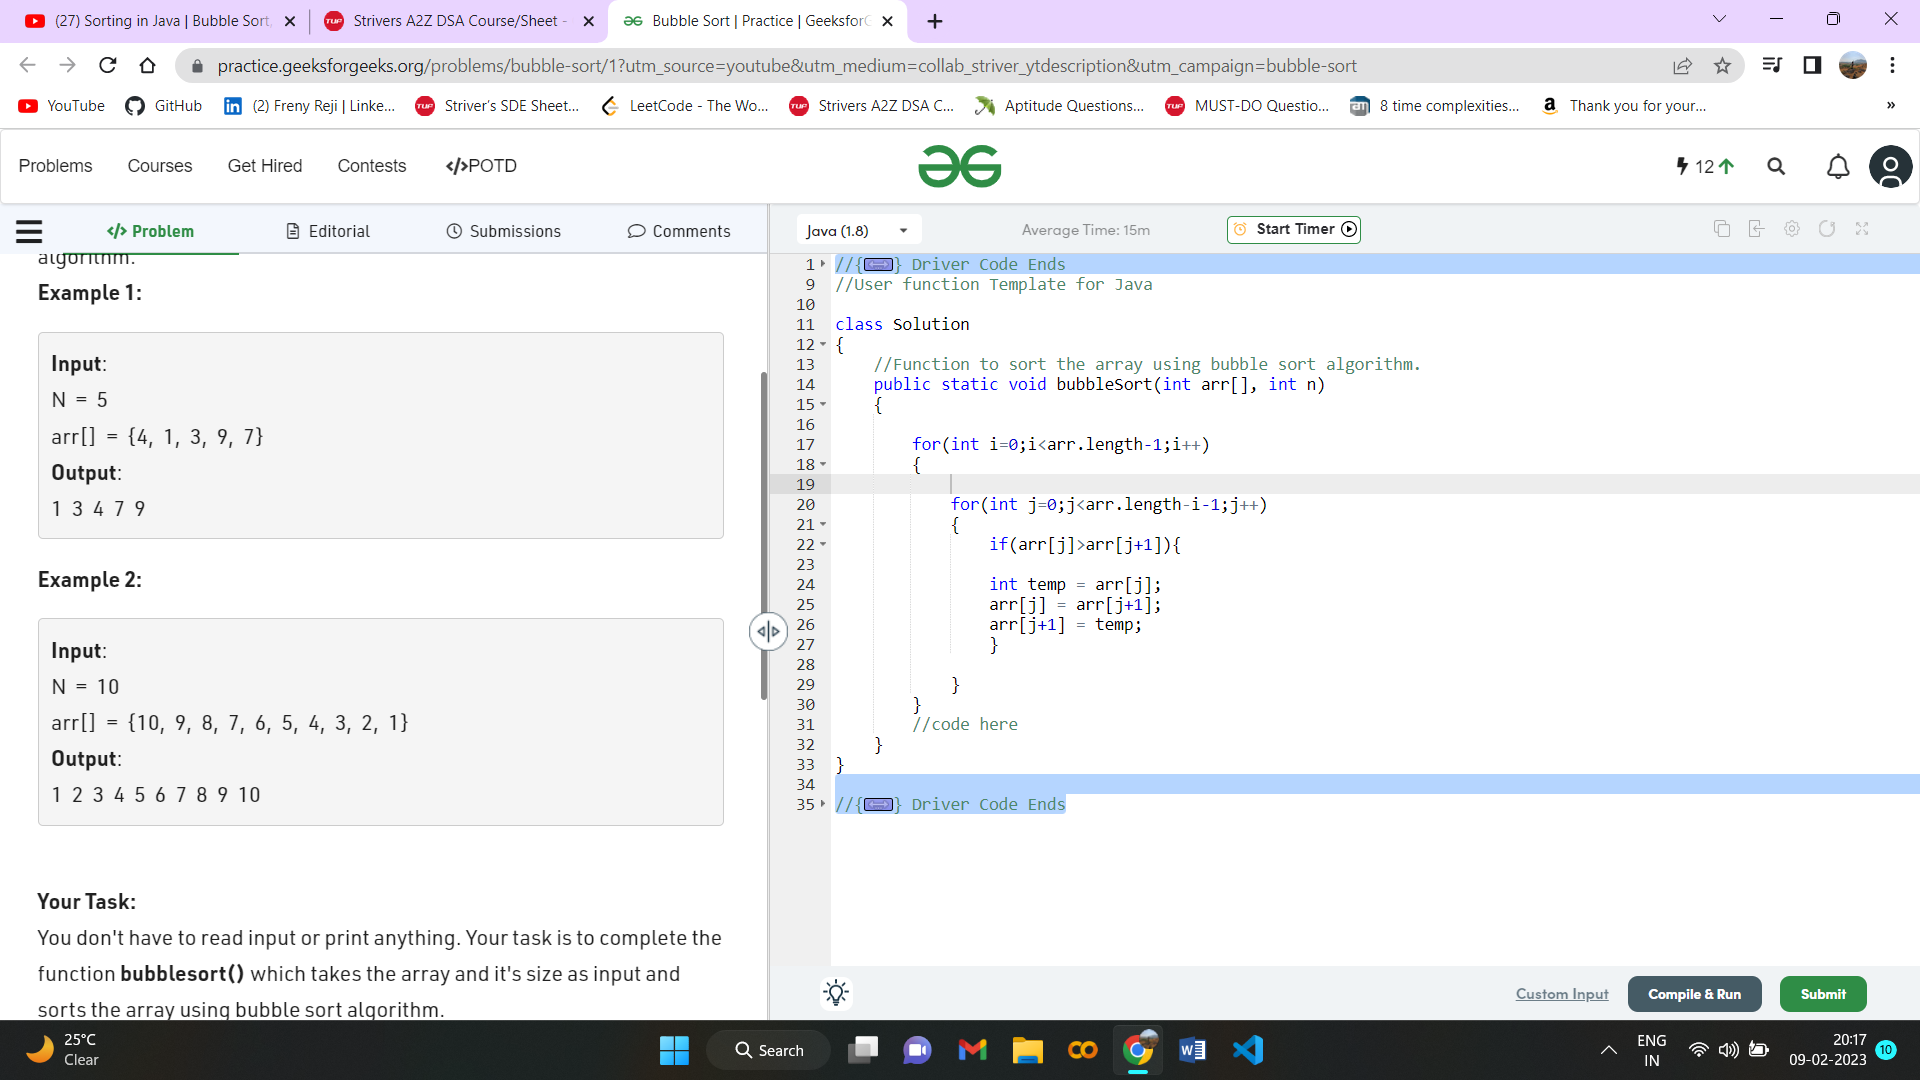 (27) Sorting in Java | Bubble Sort,
Strivers A2Z DSA Course/Sheet -
Bubble Sort | Practice | GeeksforG
practice.geeksforgeeks.org/problems/bubble-sort/1?utm_source=youtube&utm_medium=collab_striver_ytdescription&utm_campaign=bubble-sort
YouTube
GitHub
(2) Freny Reji | Linke...
Striver's SDE Sheet...
LeetCode - The Wo...
Strivers A2Z DSA C...
Aptitude Questions...
MUST-DO Questio...
8 time complexities...
Thank you for your...
»
Problems
Courses
Get Hired
Contests
</>POTD
12
</> Problem
Editorial
Submissions
Comments
Java (1.8)
Average Time: 15m
Start Timer
algorithm.
Example 1:
Input:
N = 5
arr[] = {4, 1, 3, 9, 7}
Output:
1 3 4 7 9
Example 2:
Input:
N = 10
arr[] = {10, 9, 8, 7, 6, 5, 4, 3, 2, 1}
Output:
1 2 3 4 5 6 7 8 9 10
Your Task:
You don't have to read input or print anything. Your task is to complete the
function bubblesort() which takes the array and it's size as input and
sorts the array using bubble sort algorithm.
1 //{} Driver Code Ends
9 //User function Template for Java
10
11 class Solution
12 {
13 //Function to sort the array using bubble sort algorithm.
14 public static void bubbleSort(int arr[], int n)
15 {
16
17 for(int i=0;i<arr.length-1;i++)
18 {
19
20 for(int j=0;j<arr.length-i-1;j++)
21 {
22 if(arr[j]>arr[j+1]){
23
24 int temp = arr[j];
25 arr[j] = arr[j+1];
26 arr[j+1] = temp;
27 }
28
29 }
30 }
31 //code here
32 }
33 }
34
35 //{} Driver Code Ends
Custom Input
Compile & Run
Submit
25°C
Clear
Search
ENG
IN
20:17
09-02-2023
10